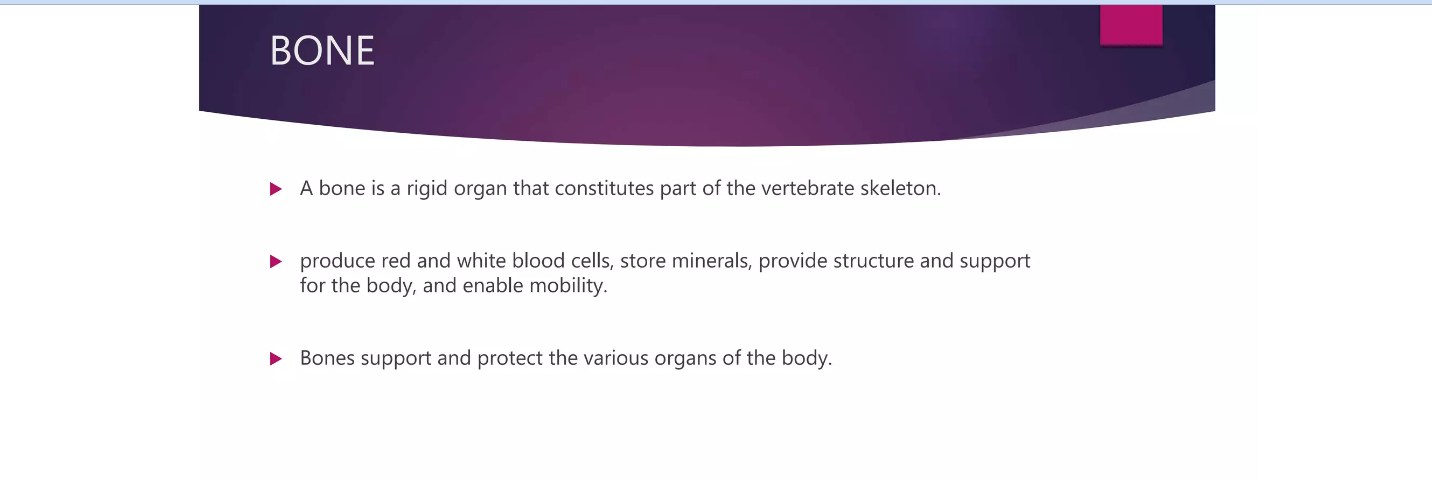 BONE
A bone is a rigid organ that constitutes part of the vertebrate skeleton.
produce red and white blood cells, store minerals, provide structure and support
for the body, and enable mobility.
Bones support and protect the various organs of the body.